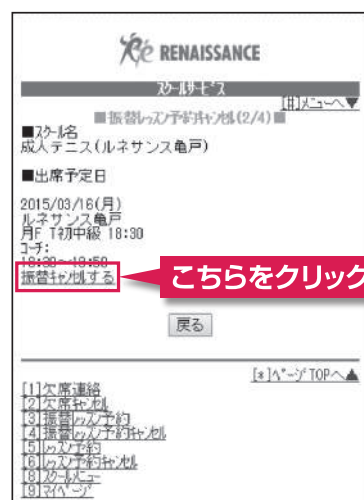 Ré RENAISSANCE
ｽｸｰﾙｻｰﾋﾞｽ
[#]ﾒﾆｭｰへ▼
■振替ﾚｯｽﾝ予約ｷｬﾝｾﾙ(2/4)■
■ｽｸｰﾙ名
成人テニス(ルネサンス亀戸)
■出席予定日
2015/03/16(月)
ルネサンス亀戸
月F T初中級 18:30
ｺｰﾁ:
18:30～19:50
振替ｷｬﾝｾﾙする
こちらをクリック
戻る
[*]ﾍﾟｰｼﾞTOPへ▲
[1]欠席連絡
[2]欠席ｷｬﾝｾﾙ
[3]振替ﾚｯｽﾝ予約
[4]振替ﾚｯｽﾝ予約ｷｬﾝｾﾙ
[5]ﾚｯｽﾝ予約
[6]ﾚｯｽﾝ予約ｷｬﾝｾﾙ
[8]ｽｸｰﾙﾒﾆｭｰ
[9]ﾏｲﾍﾟｰｼﾞ